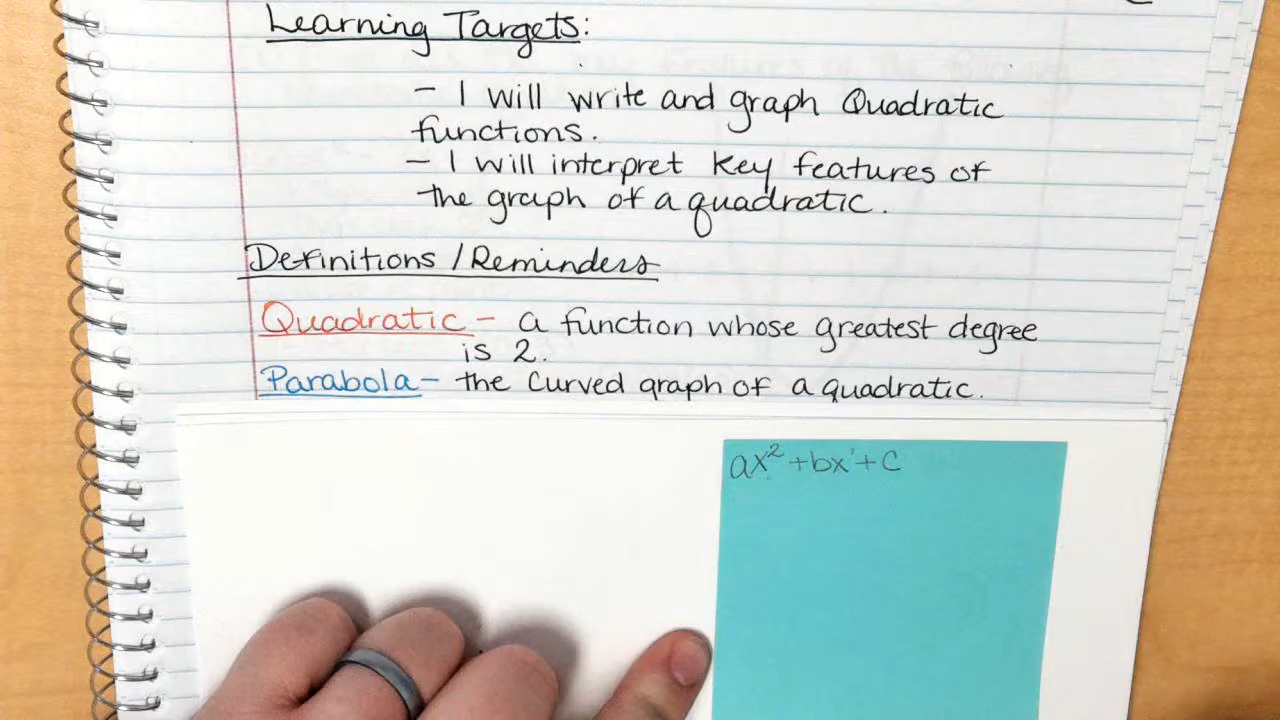 Learning Targets:
- I will write and graph Quadratic
functions.
- I will interpret key features of
the graph of a quadratic.
Definitions / Reminders
Quadratic - a function whose greatest degree
is 2.
Parabola - the curved graph of a quadratic.
ax² + bx¹ + c